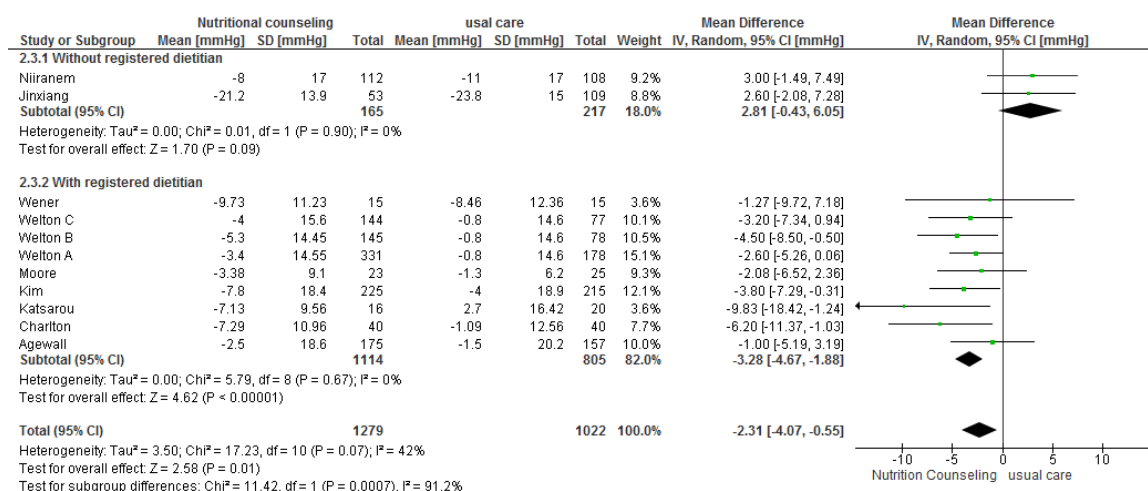 Nutritional counseling usal care Mean Difference Mean Difference
Study or Subgroup Mean [mmHg] SD [mmHg] Total Mean [mmHg] SD [mmHg] Total Weight IV, Random, 95% CI [mmHg] IV, Random, 95% CI [mmHg]
2.3.1 Without registered dietitian
Niiranem -8 17 112 -11 17 108 9.2% 3.00 [-1.49, 7.49]
Jinxiang -21.2 13.9 53 -23.8 15 109 8.8% 2.60 [-2.08, 7.28]
Subtotal (95% CI) 165 217 18.0% 2.81 [-0.43, 6.05]
Heterogeneity: Tau² = 0.00; Chi² = 0.01, df = 1 (P = 0.90); I² = 0%
Test for overall effect: Z = 1.70 (P = 0.09)
2.3.2 With registered dietitian
Wener -9.73 11.23 15 -8.46 12.36 15 3.6% -1.27 [-9.72, 7.18]
Welton C -4 15.6 144 -0.8 14.6 77 10.1% -3.20 [-7.34, 0.94]
Welton B -5.3 14.45 145 -0.8 14.6 78 10.5% -4.50 [-8.50, -0.50]
Welton A -3.4 14.55 331 -0.8 14.6 178 15.1% -2.60 [-5.26, 0.06]
Moore -3.38 9.1 23 -1.3 6.2 25 9.3% -2.08 [-6.52, 2.36]
Kim -7.8 18.4 225 -4 18.9 215 12.1% -3.80 [-7.29, -0.31]
Katsarou -7.13 9.56 16 2.7 16.42 20 3.5% -9.83 [-18.42, -1.24]
Charlton -7.29 10.96 40 -1.09 12.56 40 7.7% -6.20 [-11.37, -1.03]
Agewall -2.5 18.6 175 -1.5 20.2 157 10.0% -1.00 [-5.19, 3.19]
Subtotal (95% CI) 1114 805 82.0% -3.28 [-4.67, -1.88]
Heterogeneity: Tau² = 0.00; Chi² = 5.79, df = 8 (P = 0.67); I² = 0%
Test for overall effect: Z = 4.62 (P < 0.00001)
Total (95% CI) 1279 1022 100.0% -2.31 [-4.07, -0.55]
Heterogeneity: Tau² = 3.50; Chi² = 17.23, df = 10 (P = 0.07); I² = 42%
Test for overall effect: Z = 2.58 (P = 0.01)
Test for subgroup differences: Chi² = 11.42, df = 1 (P = 0.0007), I² = 91.2%
-10 -5 0 5 10
Nutrition Counseling usual care